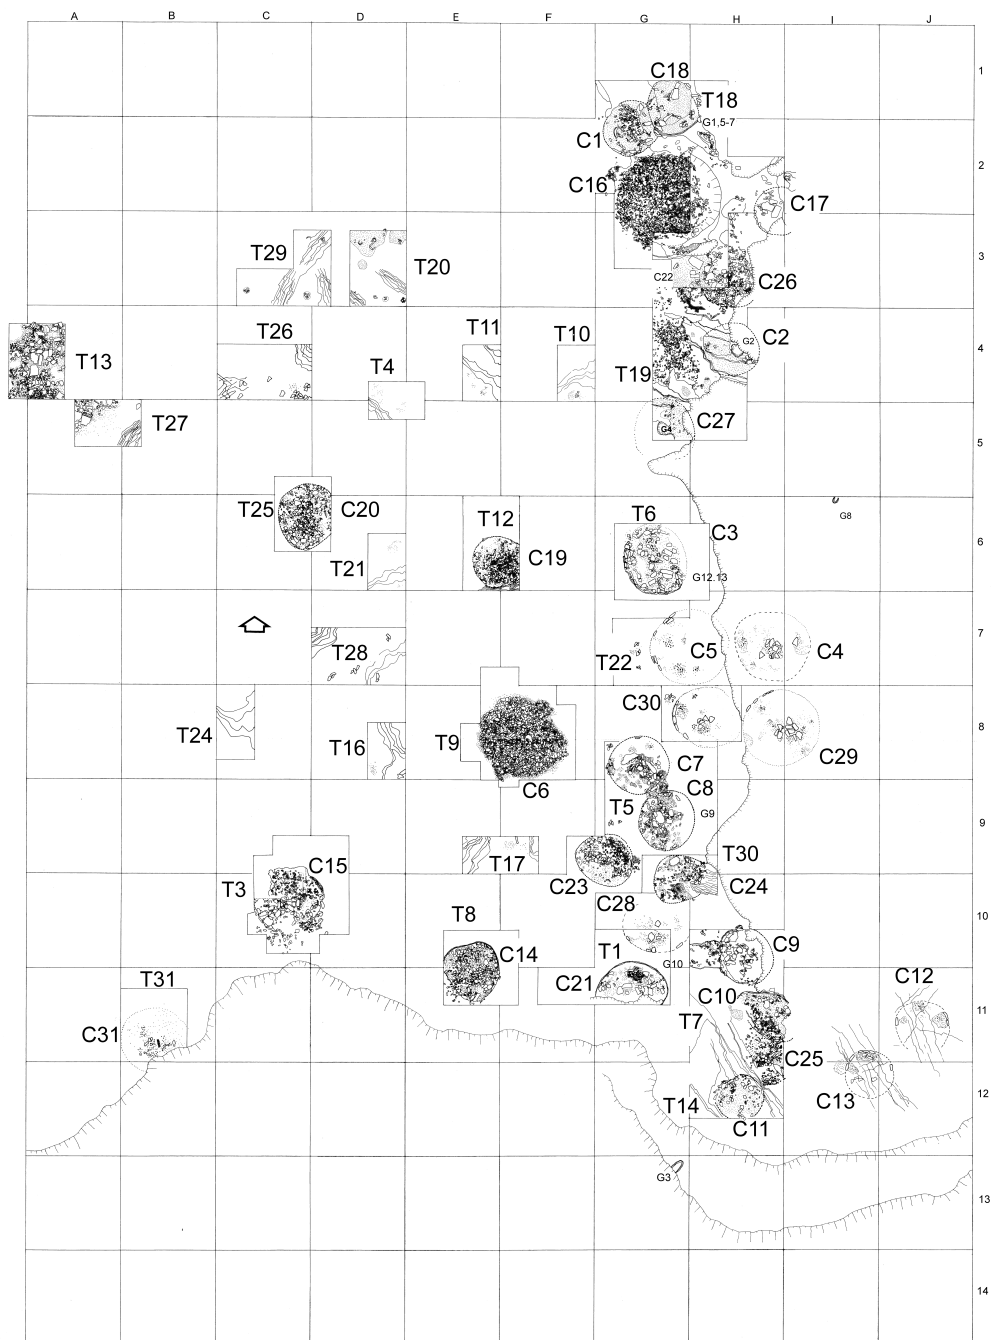 A B C D E F G H I J
1
C18
T18
G1,5-7
C1
2
C16
C17
T29
T20
3
C22
C26
T26
T11
T10
G2
C2
T13
T4
T19
4
T27
C27
G4
5
T25
C20
T12
T6
C3
G8
C19
T21
6
G12.13
7
T28
T22
C5
C4
C30
T24
T16
T9
8
C29
C7
C6
C8
T5
G9
9
T17
T30
C15
T3
C23
C24
C28
10
T8
C14
T1
C9
G10
T31
C21
C10
C12
11
C31
T7
C25
T14
C13
12
C11
G3
13
14